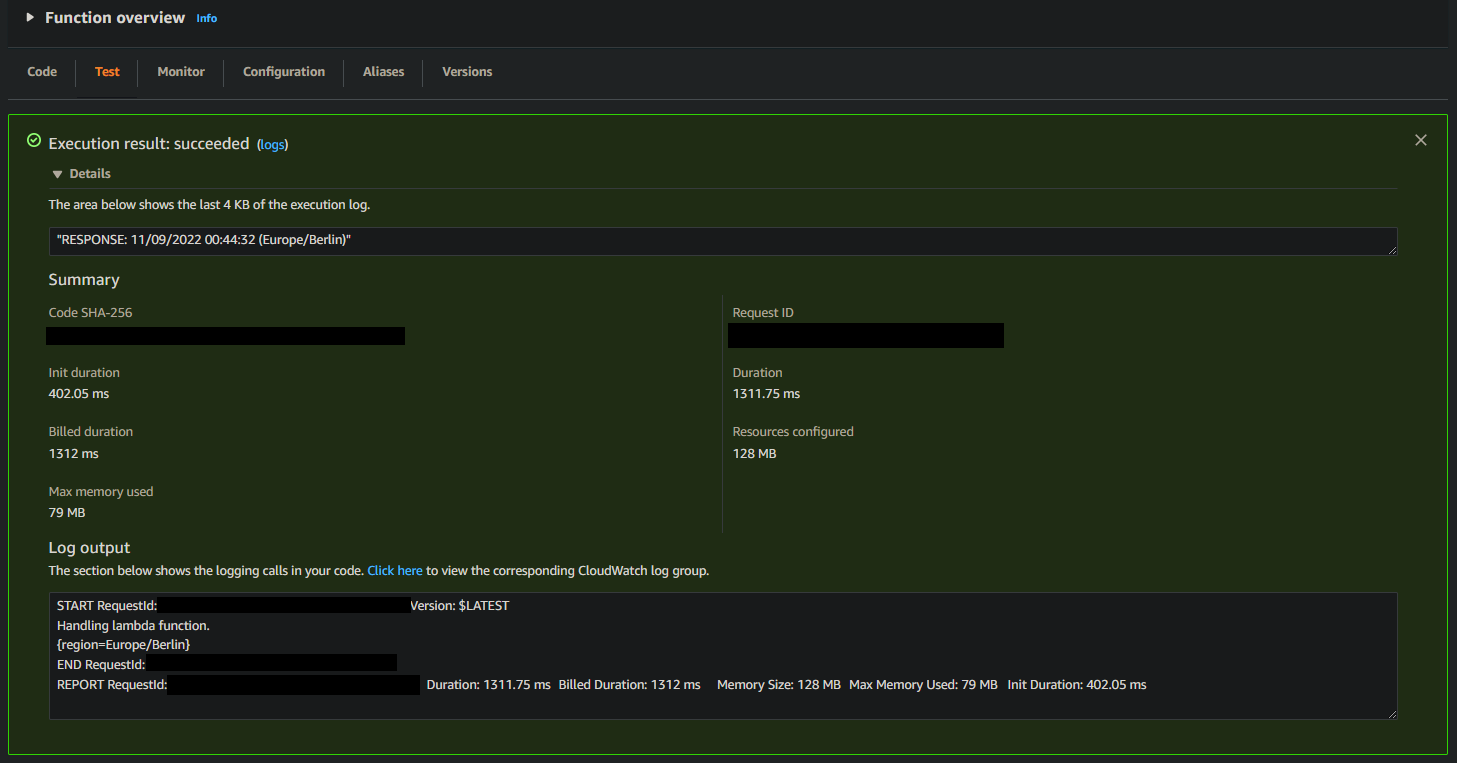 Function overview Info
Code Test Monitor Configuration Aliases Versions
Execution result: succeeded (logs)
Details
The area below shows the last 4 KB of the execution log.
"RESPONSE: 11/09/2022 00:44:32 (Europe/Berlin)"
Summary
Code SHA-256
Request ID
Init duration
402.05 ms
Duration
1311.75 ms
Billed duration
1312 ms
Resources configured
128 MB
Max memory used
79 MB
Log output
The section below shows the logging calls in your code. Click here to view the corresponding CloudWatch log group.
START RequestId: Version: $LATEST
Handling lambda function.
{region=Europe/Berlin}
END RequestId:
REPORT RequestId: Duration: 1311.75 ms Billed Duration: 1312 ms Memory Size: 128 MB Max Memory Used: 79 MB Init Duration: 402.05 ms